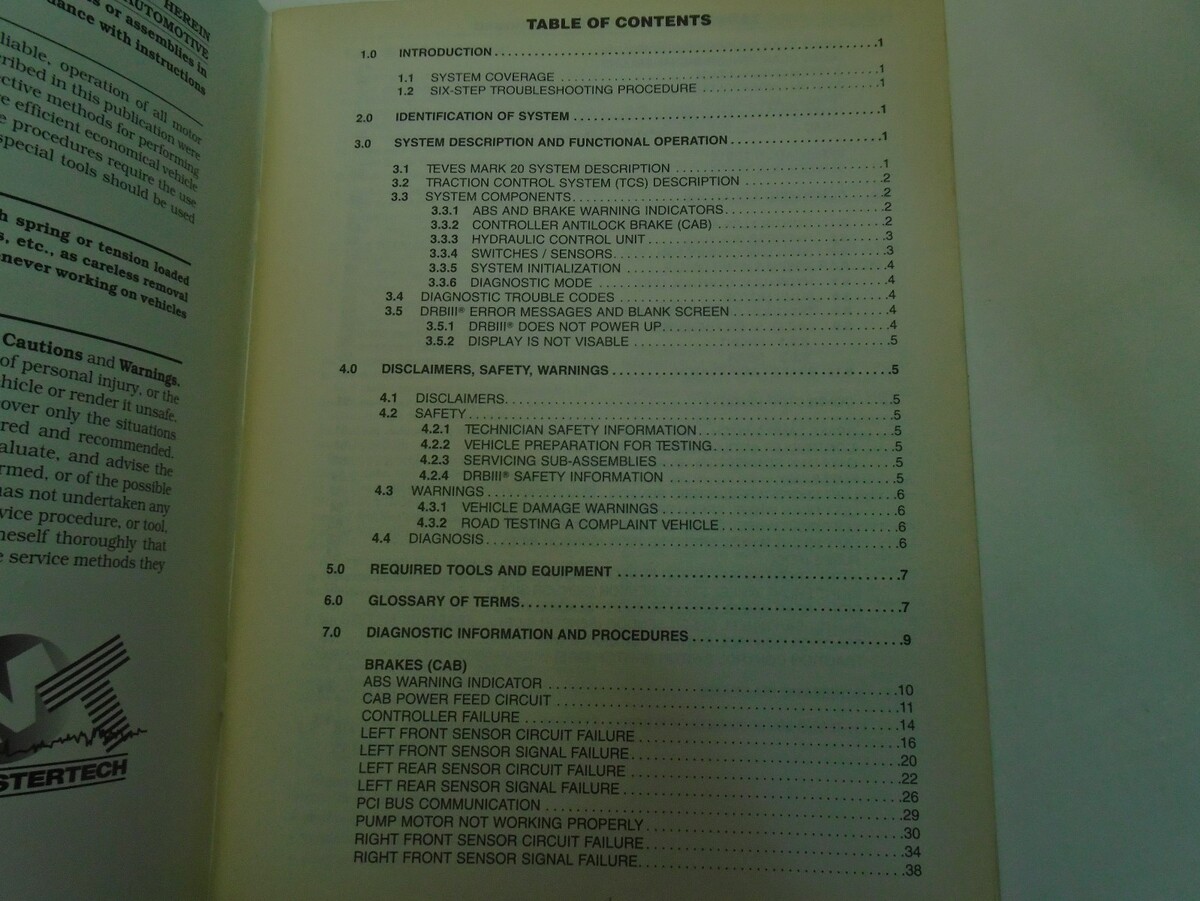 HEREIN
AUTOMOTIVE
s or assemblies in
dance with instructions
liable, operation of all motor
cribed in this publication were
ctive methods for performing
e efficient economical vehicle
e procedures require the use
special tools should be used
h spring or tension loaded
s, etc., as careless removal
never working on vehicles
Cautions and Warnings.
of personal injury, or the
hicle or render it unsafe.
over only the situations
red and recommended.
aluate, and advise the
rmed, or of the possible
has not undertaken any
vice procedure, or tool,
neself thoroughly that
e service methods they
STERTECH
TABLE OF CONTENTS
1.0 INTRODUCTION....1
1.1 SYSTEM COVERAGE....1
1.2 SIX-STEP TROUBLESHOOTING PROCEDURE....1
2.0 IDENTIFICATION OF SYSTEM....1
3.0 SYSTEM DESCRIPTION AND FUNCTIONAL OPERATION....1
3.1 TEVES MARK 20 SYSTEM DESCRIPTION....1
3.2 TRACTION CONTROL SYSTEM (TCS) DESCRIPTION....2
3.3 SYSTEM COMPONENTS....2
3.3.1 ABS AND BRAKE WARNING INDICATORS....2
3.3.2 CONTROLLER ANTILOCK BRAKE (CAB)....2
3.3.3 HYDRAULIC CONTROL UNIT....3
3.3.4 SWITCHES / SENSORS....3
3.3.5 SYSTEM INITIALIZATION....4
3.3.6 DIAGNOSTIC MODE....4
3.4 DIAGNOSTIC TROUBLE CODES....4
3.5 DRBIII® ERROR MESSAGES AND BLANK SCREEN....4
3.5.1 DRBIII® DOES NOT POWER UP....4
3.5.2 DISPLAY IS NOT VISABLE....5
4.0 DISCLAIMERS, SAFETY, WARNINGS....5
4.1 DISCLAIMERS....5
4.2 SAFETY....5
4.2.1 TECHNICIAN SAFETY INFORMATION....5
4.2.2 VEHICLE PREPARATION FOR TESTING....5
4.2.3 SERVICING SUB-ASSEMBLIES....5
4.2.4 DRBIII® SAFETY INFORMATION....5
4.3 WARNINGS....6
4.3.1 VEHICLE DAMAGE WARNINGS....6
4.3.2 ROAD TESTING A COMPLAINT VEHICLE....6
4.4 DIAGNOSIS....6
5.0 REQUIRED TOOLS AND EQUIPMENT....7
6.0 GLOSSARY OF TERMS....7
7.0 DIAGNOSTIC INFORMATION AND PROCEDURES....9
BRAKES (CAB)
ABS WARNING INDICATOR....10
CAB POWER FEED CIRCUIT....11
CONTROLLER FAILURE....14
LEFT FRONT SENSOR CIRCUIT FAILURE....16
LEFT FRONT SENSOR SIGNAL FAILURE....20
LEFT REAR SENSOR CIRCUIT FAILURE....22
LEFT REAR SENSOR SIGNAL FAILURE....26
PCI BUS COMMUNICATION....29
PUMP MOTOR NOT WORKING PROPERLY....30
RIGHT FRONT SENSOR CIRCUIT FAILURE....34
RIGHT FRONT SENSOR SIGNAL FAILURE....38